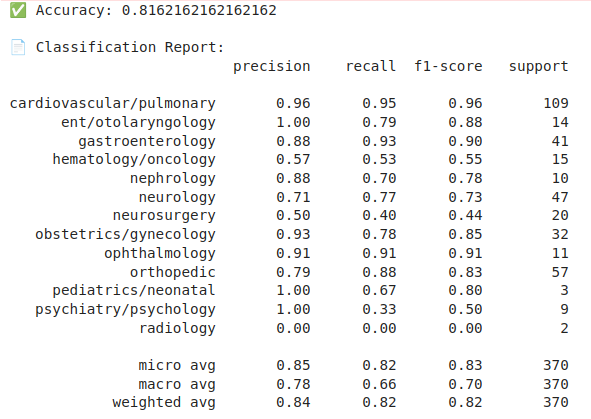 ✅ Accuracy: 0.8162162162162162
📄 Classification Report:
precision recall f1-score support
cardiovascular/pulmonary 0.96 0.95 0.96 109
ent/otolaryngology 1.00 0.79 0.88 14
gastroenterology 0.88 0.93 0.90 41
hematology/oncology 0.57 0.53 0.55 15
nephrology 0.88 0.70 0.78 10
neurology 0.71 0.77 0.73 47
neurosurgery 0.50 0.40 0.44 20
obstetrics/gynecology 0.93 0.78 0.85 32
ophthalmology 0.91 0.91 0.91 11
orthopedic 0.79 0.88 0.83 57
pediatrics/neonatal 1.00 0.67 0.80 3
psychiatry/psychology 1.00 0.33 0.50 9
radiology 0.00 0.00 0.00 2
micro avg 0.85 0.82 0.83 370
macro avg 0.78 0.66 0.70 370
weighted avg 0.84 0.82 0.82 370